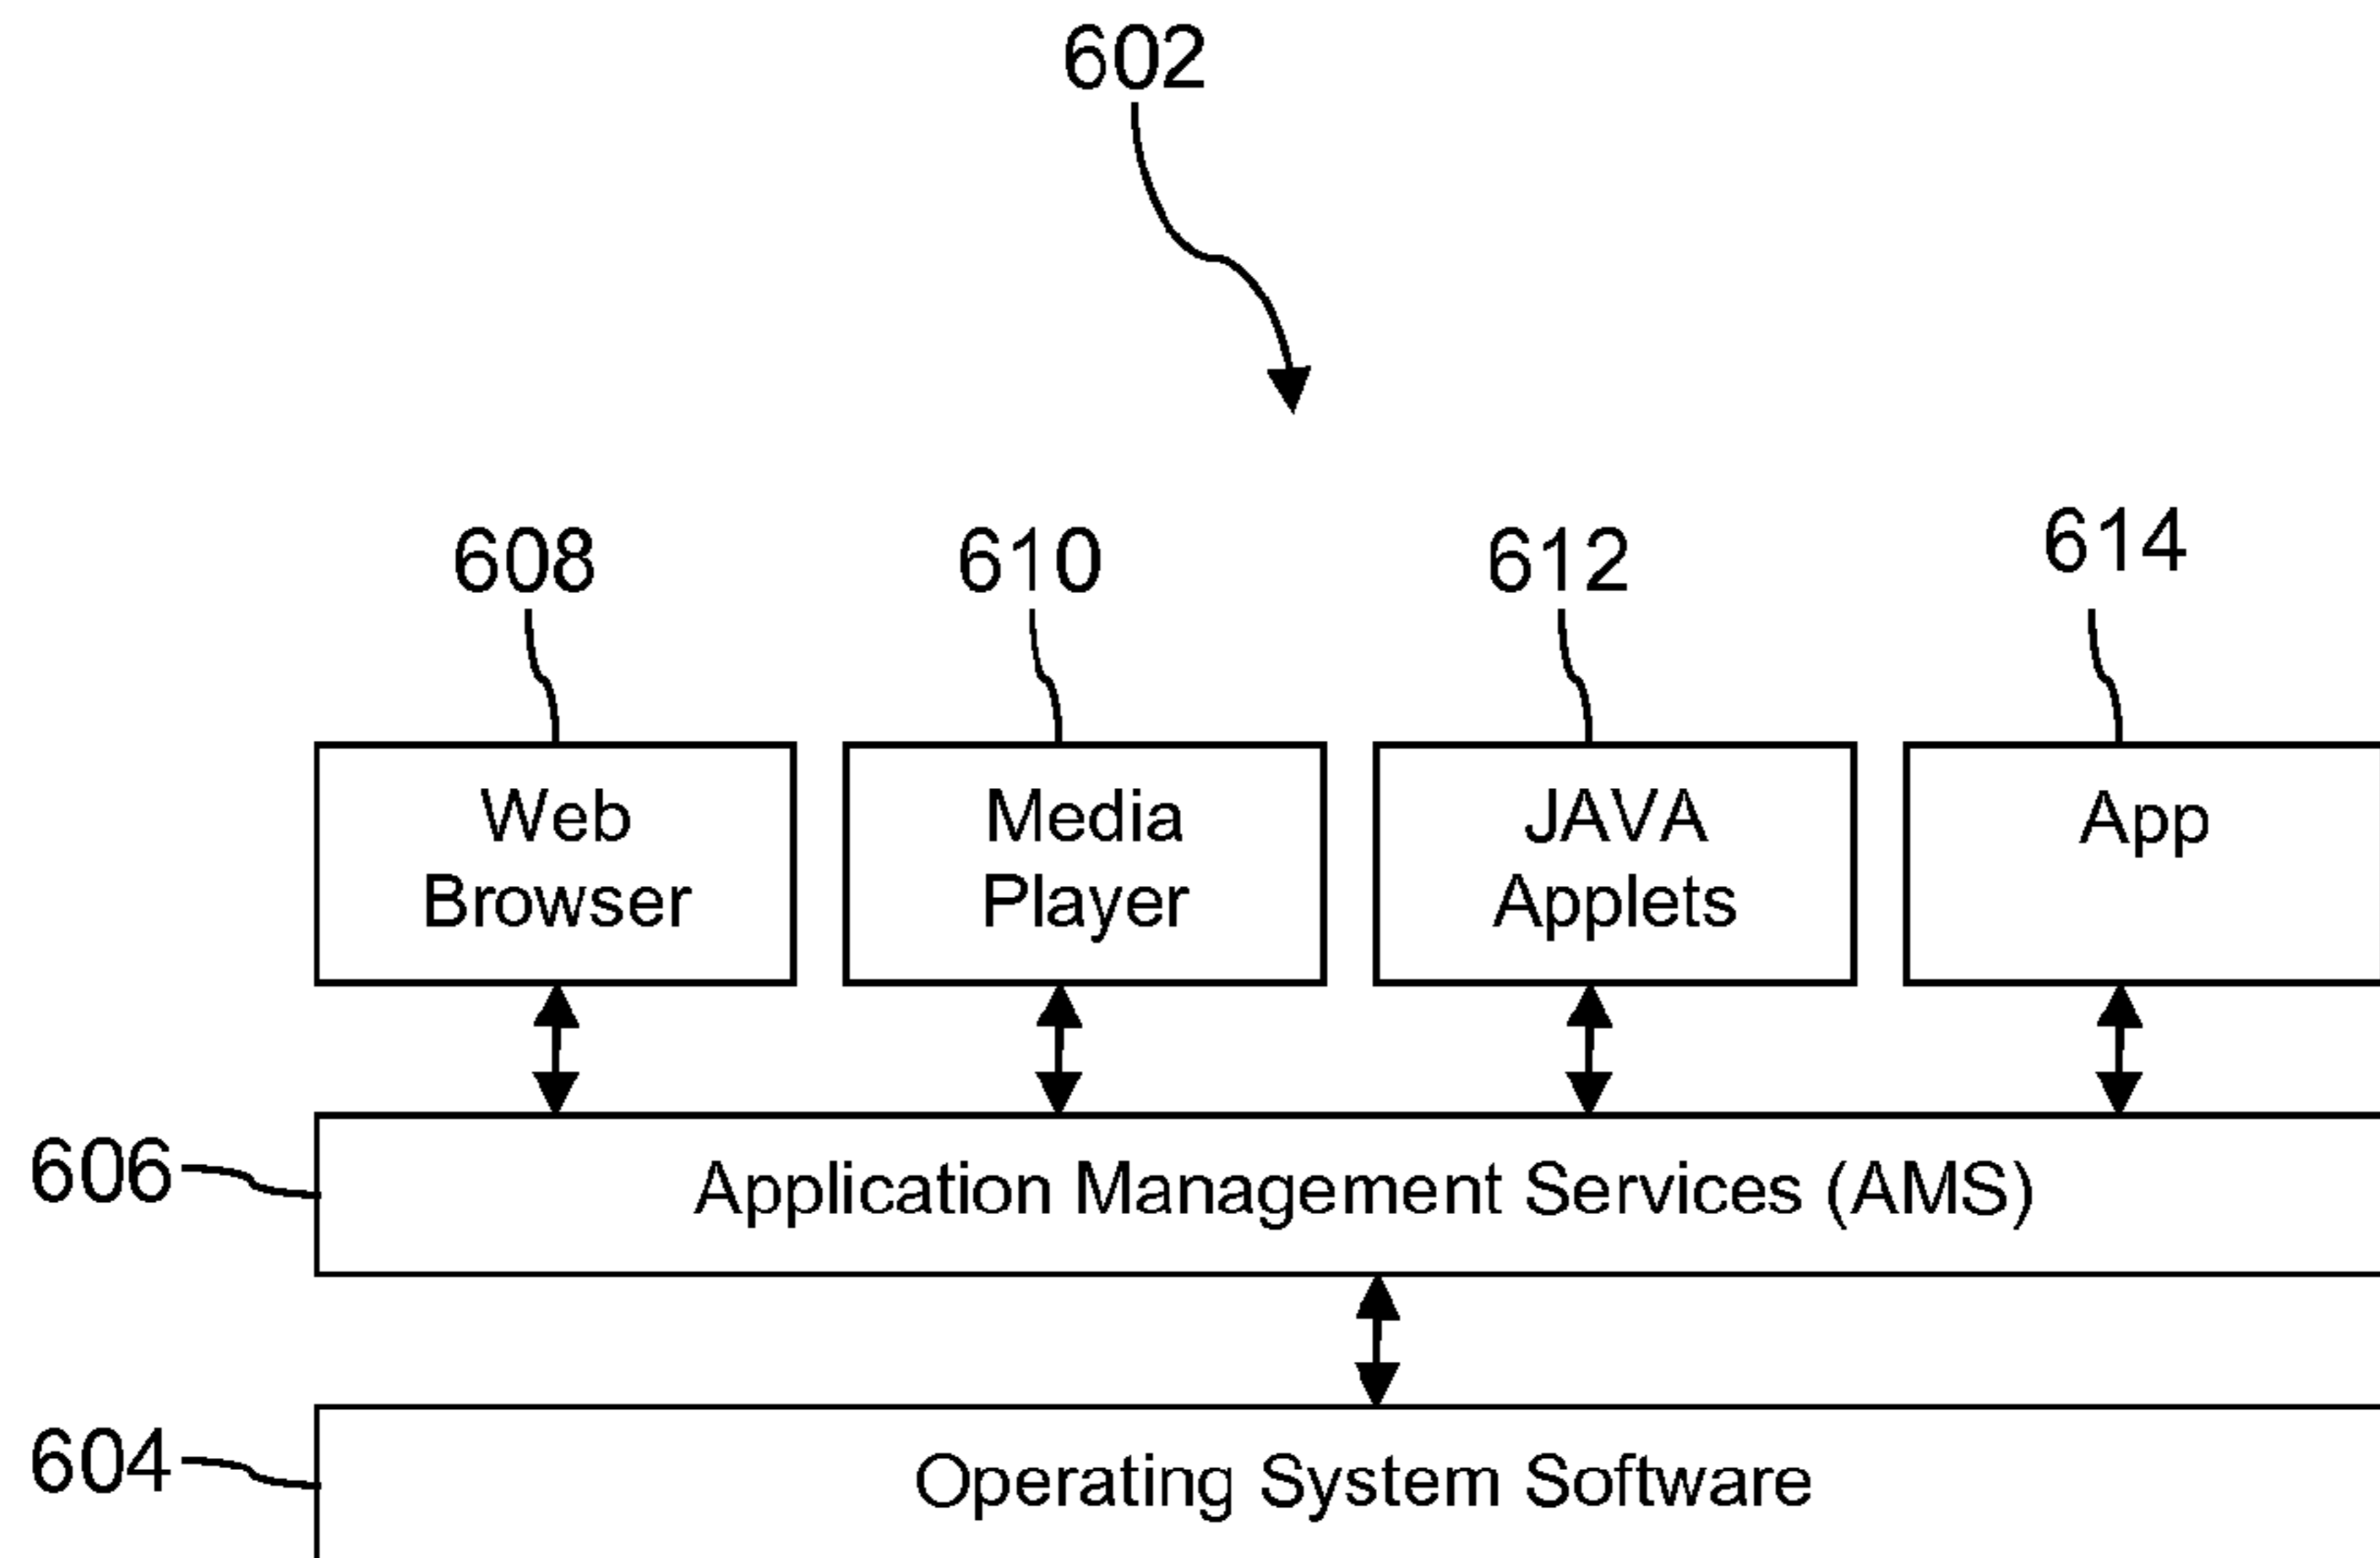 602
608
610
612
614
Web
Browser
Media
Player
JAVA
Applets
App
606
Application Management Services (AMS)
604
Operating System Software